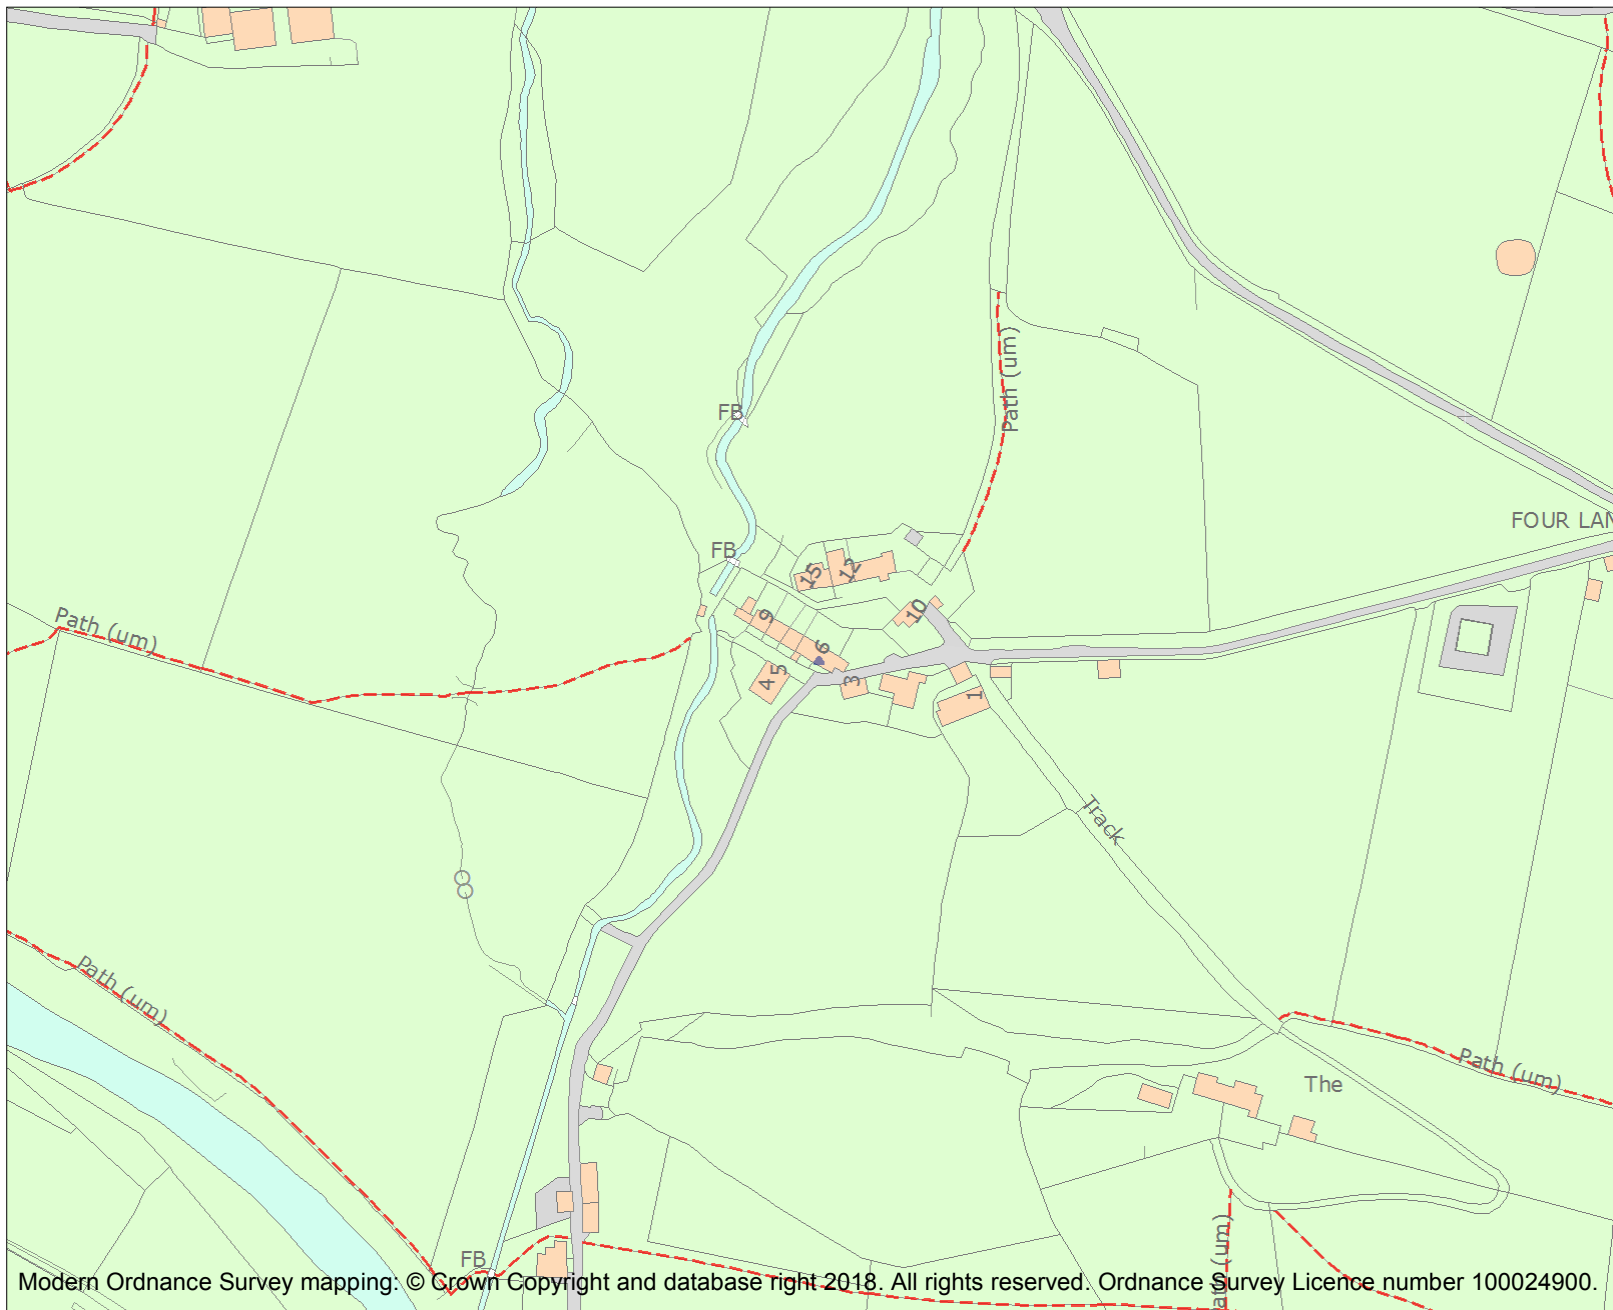 Path (um)
FB
FOUR LAN
FB
15
12
10
9
6
Path (um)
5
4
3
1
Track
Path (um)
Path (um)
The
Path (um)
FB
Modern Ordnance Survey mapping: © Crown Copyright and database right 2018. All rights reserved. Ordnance Survey Licence number 100024900.